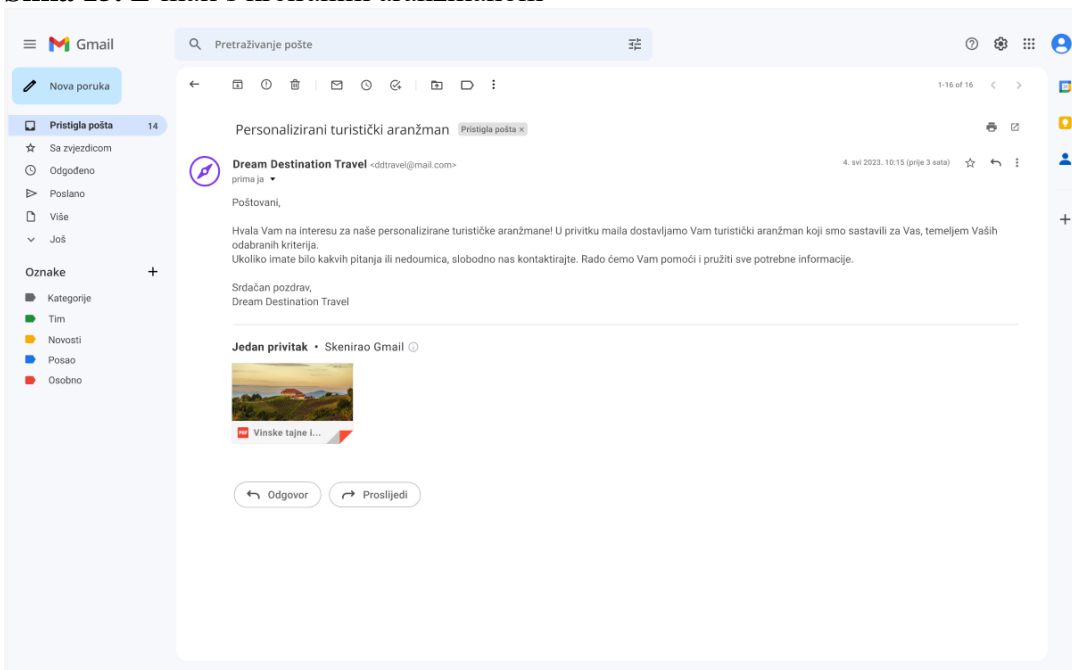 Gmail
Pretraživanje pošte
Nova poruka
1-16 of 16
Pristigla pošta 14
Sa zvjezdicom
Odgođeno
Poslano
Više
Još
Oznake +
Kategorije
Tim
Novosti
Posao
Osobno
Personalizirani turistički aranžman Pristigla pošta ×
Dream Destination Travel <ddtravel@mail.com>
4. svi 2023. 10:15 (prije 3 sata)
prima ja
Poštovani,
Hvala Vam na interesu za naše personalizirane turističke aranžmane! U privitku maila dostavljamo Vam turistički aranžman koji smo sastavili za Vas, temeljem Vaših
odabranih kriterija.
Ukoliko imate bilo kakvih pitanja ili nedoumica, slobodno nas kontaktirajte. Rado ćemo Vam pomoći i pružiti sve potrebne informacije.
Srdačan pozdrav,
Dream Destination Travel
Jedan privitak • Skenirao Gmail
PDF Vinske tajne i...
Odgovor
Proslijedi